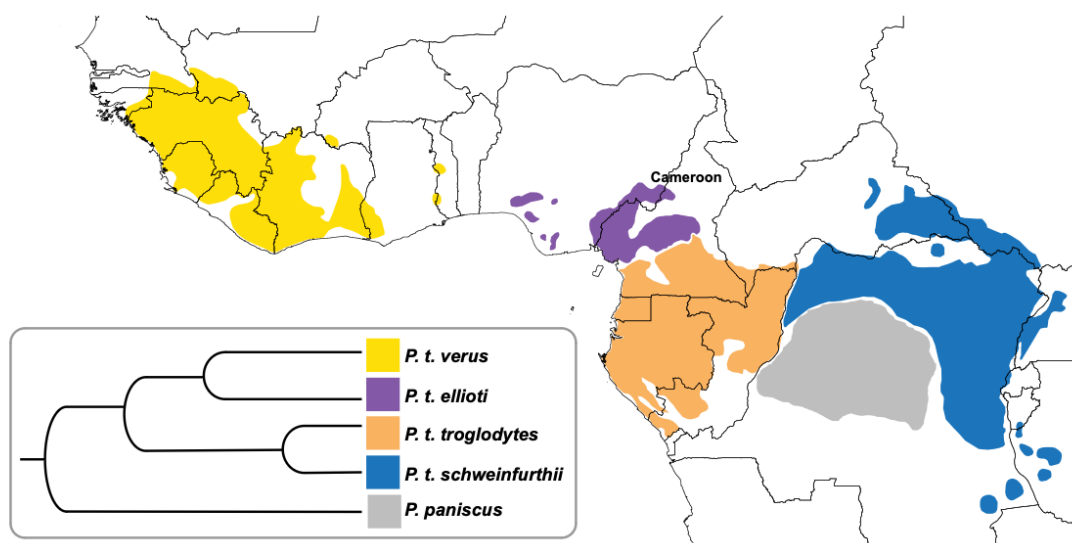 Cameroon
P. t. verus
P. t. ellioti
P. t. troglodytes
P. t. schweinfurthii
P. paniscus